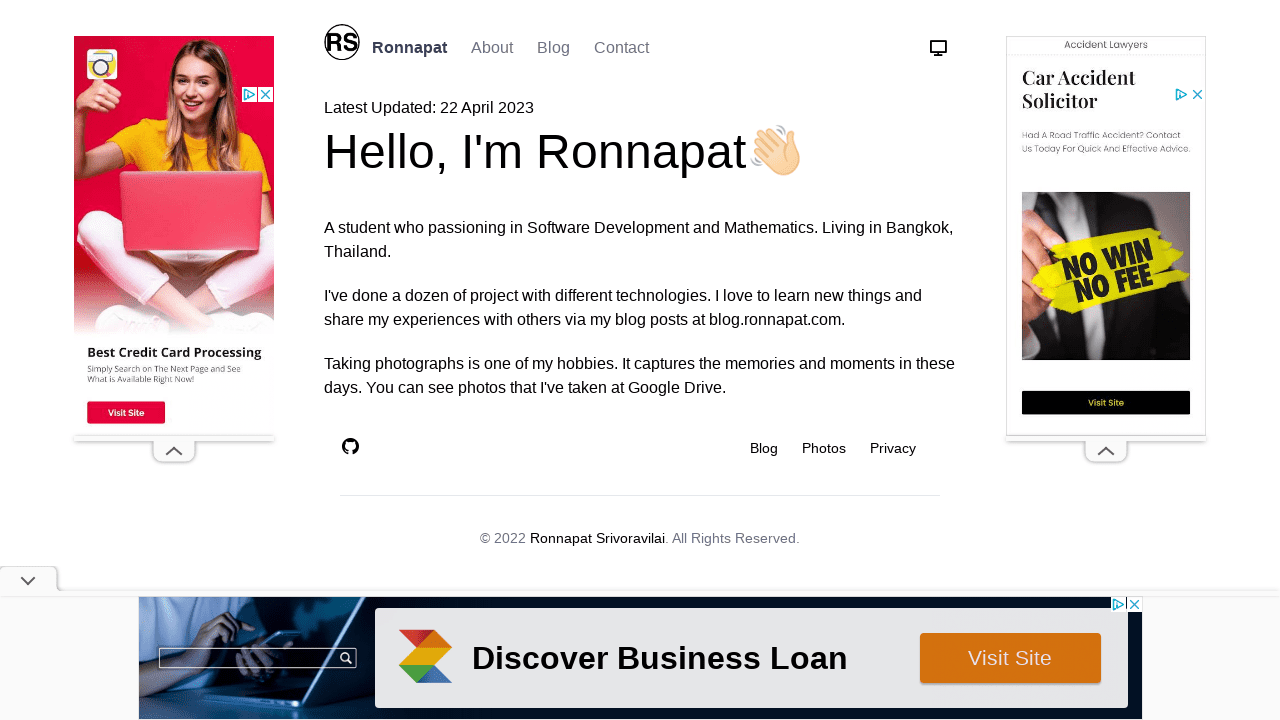 RS
Ronnapat
About
Blog
Contact
Latest Updated: 22 April 2023
Hello, I'm Ronnapat👋🏻
A student who passioning in Software Development and Mathematics. Living in Bangkok,
Thailand.
I've done a dozen of project with different technologies. I love to learn new things and
share my experiences with others via my blog posts at blog.ronnapat.com.
Taking photographs is one of my hobbies. It captures the memories and moments in these
days. You can see photos that I've taken at Google Drive.
Blog
Photos
Privacy
© 2022 Ronnapat Srivoravilai. All Rights Reserved.
Best Credit Card Processing
Simply Search on The Next Page and See
What is Available Right Now!
Visit Site
Accident Lawyers
Car Accident
Solicitor
Had A Road Traffic Accident? Contact
Us Today For Quick And Effective Advice.
NO WIN
NO FEE
Visit Site
Discover Business Loan
Visit Site